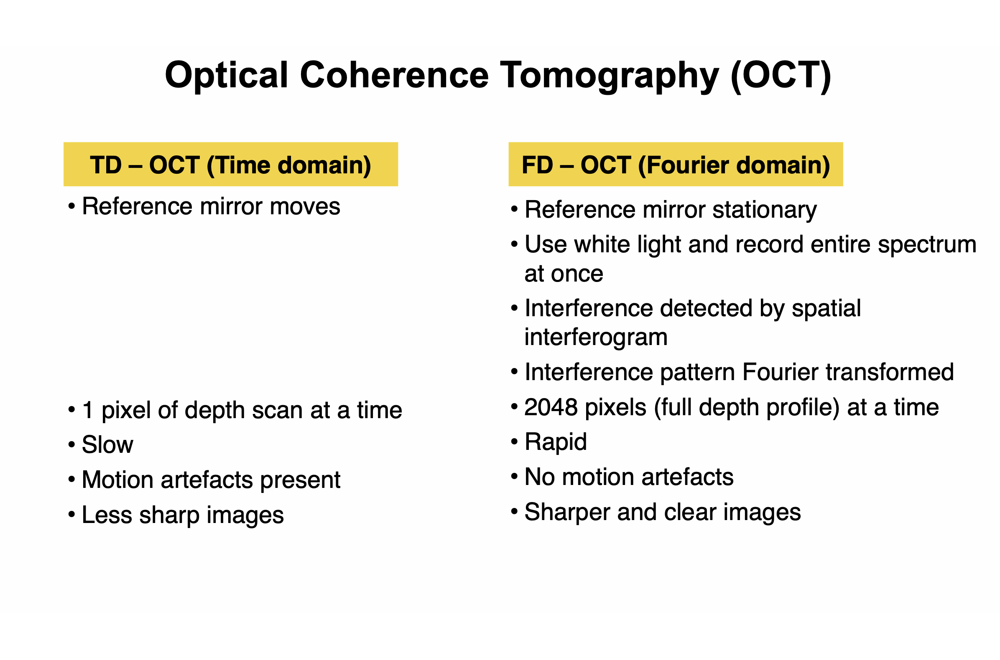 Optical Coherence Tomography (OCT)
TD – OCT (Time domain)
• Reference mirror moves
• 1 pixel of depth scan at a time
• Slow
• Motion artefacts present
• Less sharp images
FD – OCT (Fourier domain)
• Reference mirror stationary
• Use white light and record entire spectrum
at once
• Interference detected by spatial
interferogram
• Interference pattern Fourier transformed
• 2048 pixels (full depth profile) at a time
• Rapid
• No motion artefacts
• Sharper and clear images